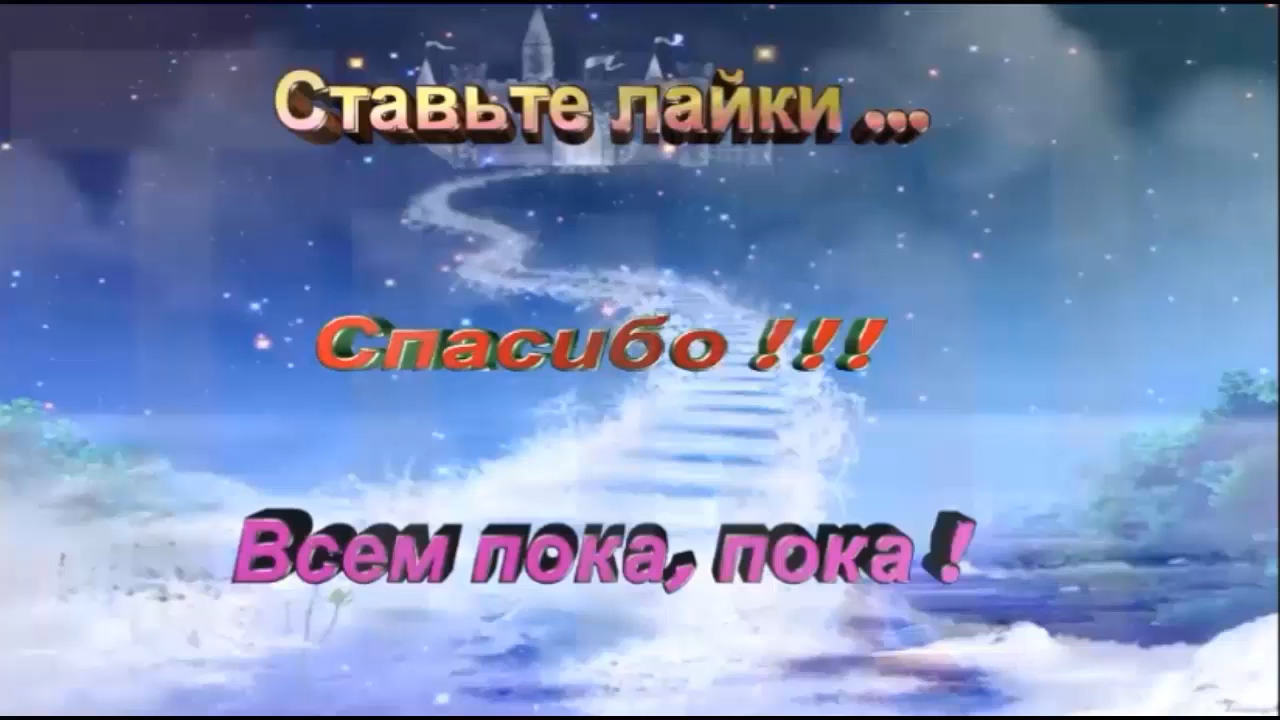 Ставьте лайки ...
Спасибо !!!
Всем пока, пока !